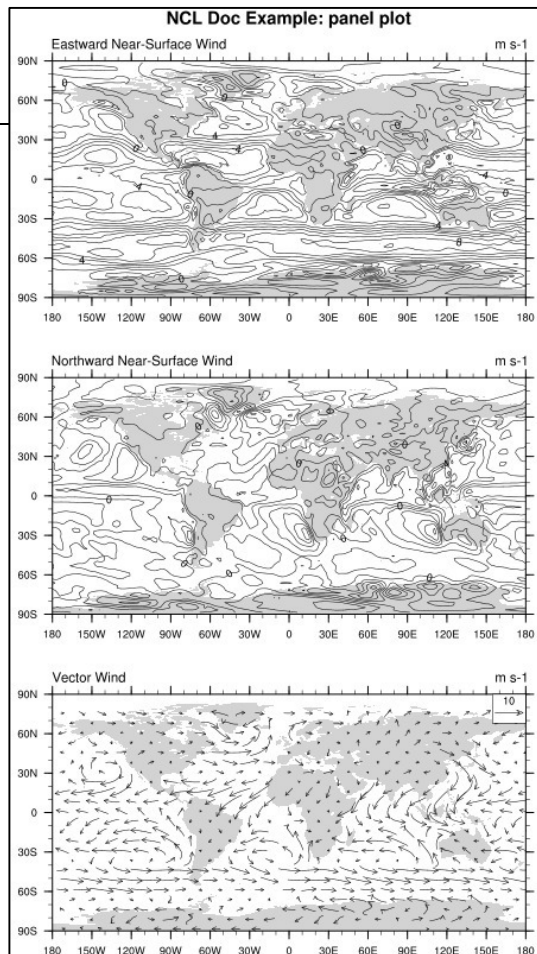 NCL Doc Example: panel plot
Eastward Near-Surface Wind m s-1
90N
60N
30N
0
30S
60S
90S
180 150W 120W 90W 60W 30W 0 30E 60E 90E 120E 150E 180
Northward Near-Surface Wind m s-1
90N
60N
30N
0
30S
60S
90S
180 150W 120W 90W 60W 30W 0 30E 60E 90E 120E 150E 180
Vector Wind m s-1
10
90N
60N
30N
0
30S
60S
90S
180 150W 120W 90W 60W 30W 0 30E 60E 90E 120E 150E 180